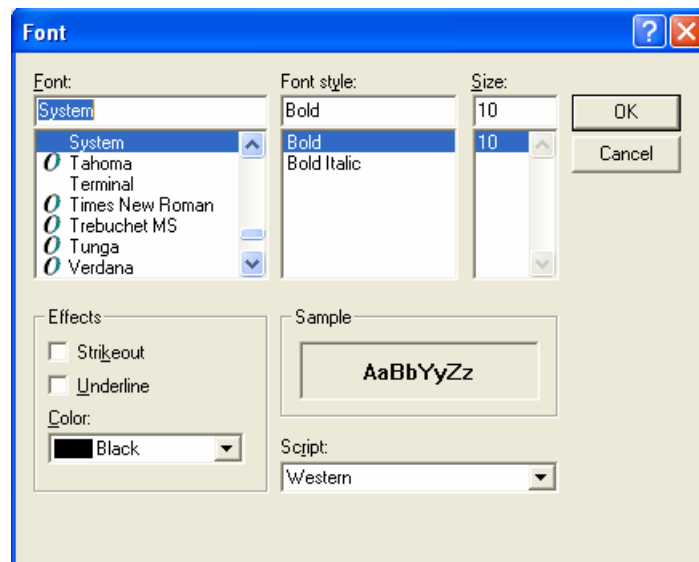 Font
Font:
Font style:
Size:
System
Bold
10
OK
Cancel
System
Tahoma
Terminal
Times New Roman
Trebuchet MS
Tunga
Verdana
Bold
Bold Italic
10
Effects
Strikeout
Underline
Color:
Black
Sample
AaBbYyZz
Script:
Western